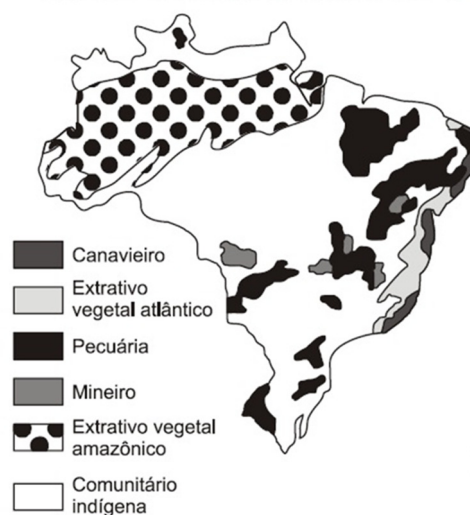 Canavieiro
Extrativo
vegetal atlântico
Pecuária
Mineiro
Extrativo vegetal
amazônico
Comunitário
indígena